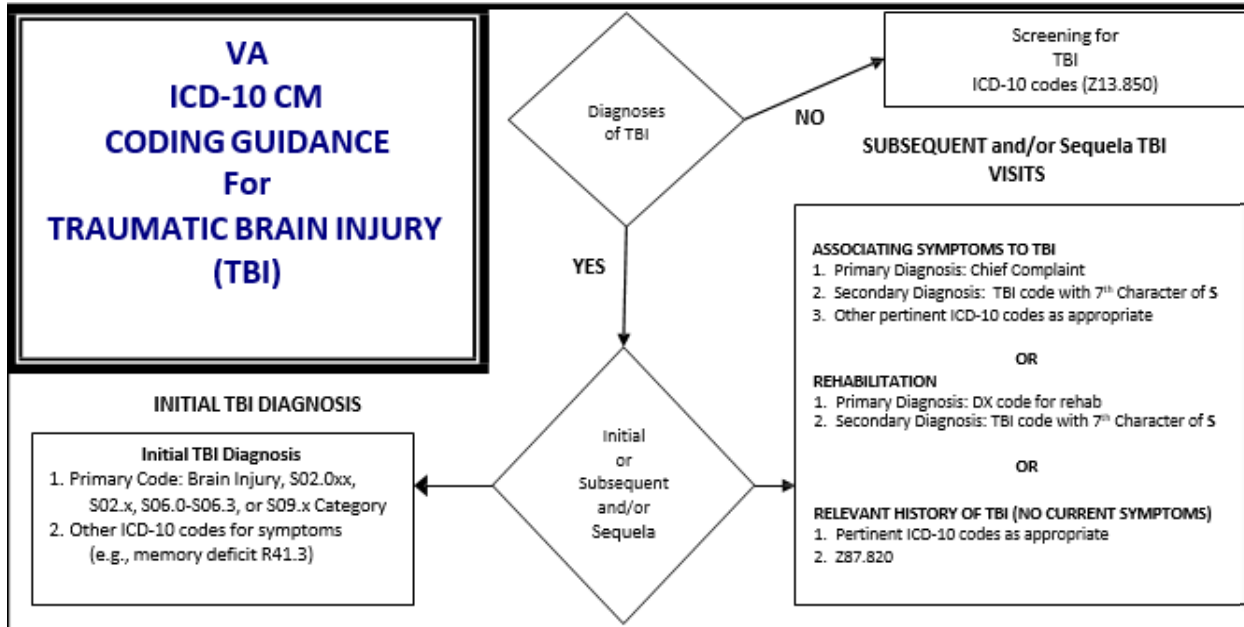 VA
ICD-10 CM
CODING GUIDANCE
For
TRAUMATIC BRAIN INJURY
(TBI)
Diagnoses
of TBI
NO
Screening for
TBI
ICD-10 codes (Z13.850)
YES
SUBSEQUENT and/or Sequela TBI
VISITS
INITIAL TBI DIAGNOSIS
Initial TBI Diagnosis
1. Primary Code: Brain Injury, S02.0xx,
S02.x, S06.0-S06.3, or S09.x Category
2. Other ICD-10 codes for symptoms
(e.g., memory deficit R41.3)
Initial
or
Subsequent
and/or
Sequela
ASSOCIATING SYMPTOMS TO TBI
1. Primary Diagnosis: Chief Complaint
2. Secondary Diagnosis: TBI code with 7th Character of S
3. Other pertinent ICD-10 codes as appropriate
OR
REHABILITATION
1. Primary Diagnosis: DX code for rehab
2. Secondary Diagnosis: TBI code with 7th Character of S
OR
RELEVANT HISTORY OF TBI (NO CURRENT SYMPTOMS)
1. Pertinent ICD-10 codes as appropriate
2. Z87.820